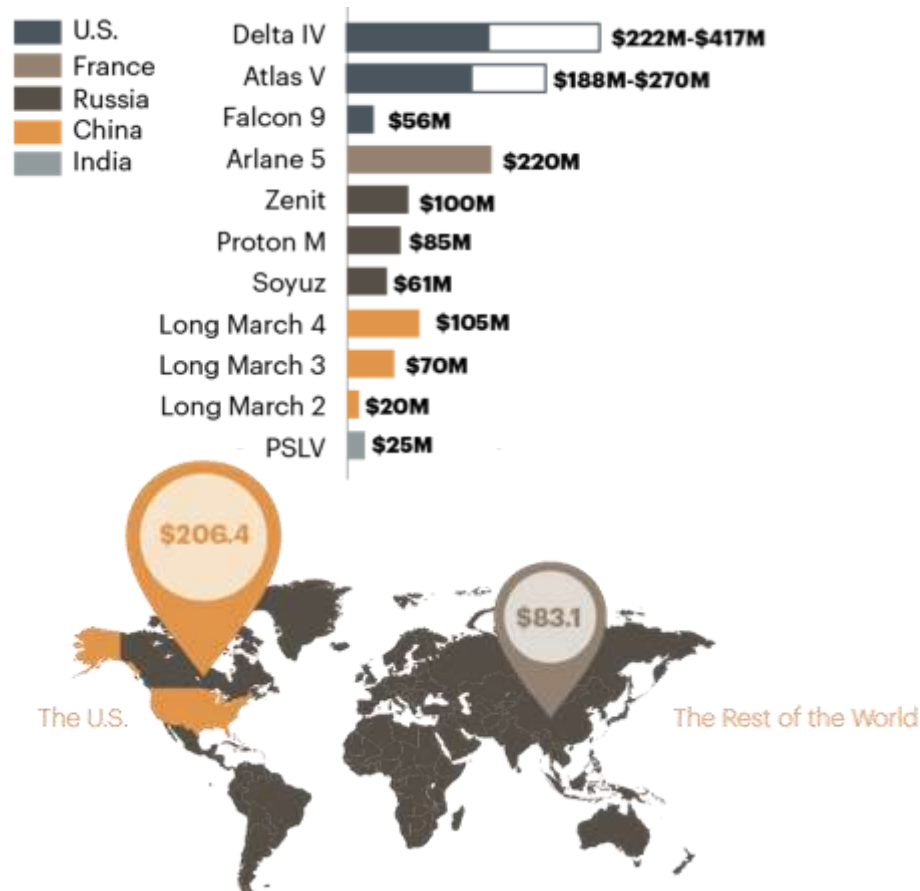 U.S.
France
Russia
China
India
Delta IV $222M-$417M
Atlas V $188M-$270M
Falcon 9 $56M
Arlane 5 $220M
Zenit $100M
Proton M $85M
Soyuz $61M
Long March 4 $105M
Long March 3 $70M
Long March 2 $20M
PSLV $25M
$206.4
$83.1
The U.S.
The Rest of the World